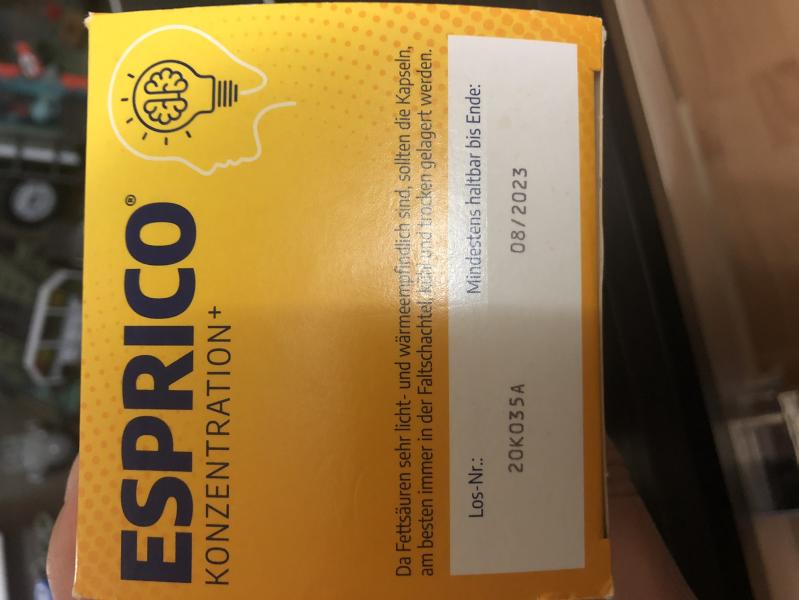 ESPRICO®
KONZENTRATION+
Da Fettsäuren sehr licht- und wärmeempfindlich sind, sollten die Kapseln,
am besten immer in der Faltschachtel, kühl und trocken gelagert werden.
Los-Nr.: Mindestens haltbar bis Ende:
20K035A 08/2023